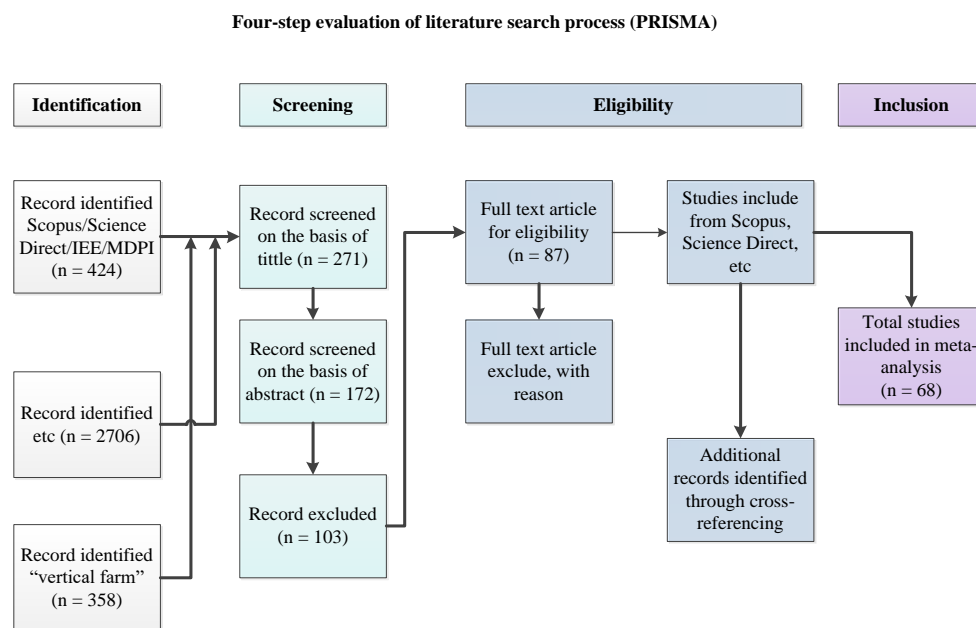 Four-step evaluation of literature search process (PRISMA)
Identification
Screening
Eligibility
Inclusion
Record identified
Scopus/Science
Direct/IEE/MDPI
(n = 424)
Record identified
etc (n = 2706)
Record identified
“vertical farm”
(n = 358)
Record screened
on the basis of
tittle (n = 271)
Record screened
on the basis of
abstract (n = 172)
Record excluded
(n = 103)
Full text article
for eligibility
(n = 87)
Full text article
exclude, with
reason
Studies include
from Scopus,
Science Direct,
etc
Additional
records identified
through cross-
referencing
Total studies
included in meta-
analysis
(n = 68)